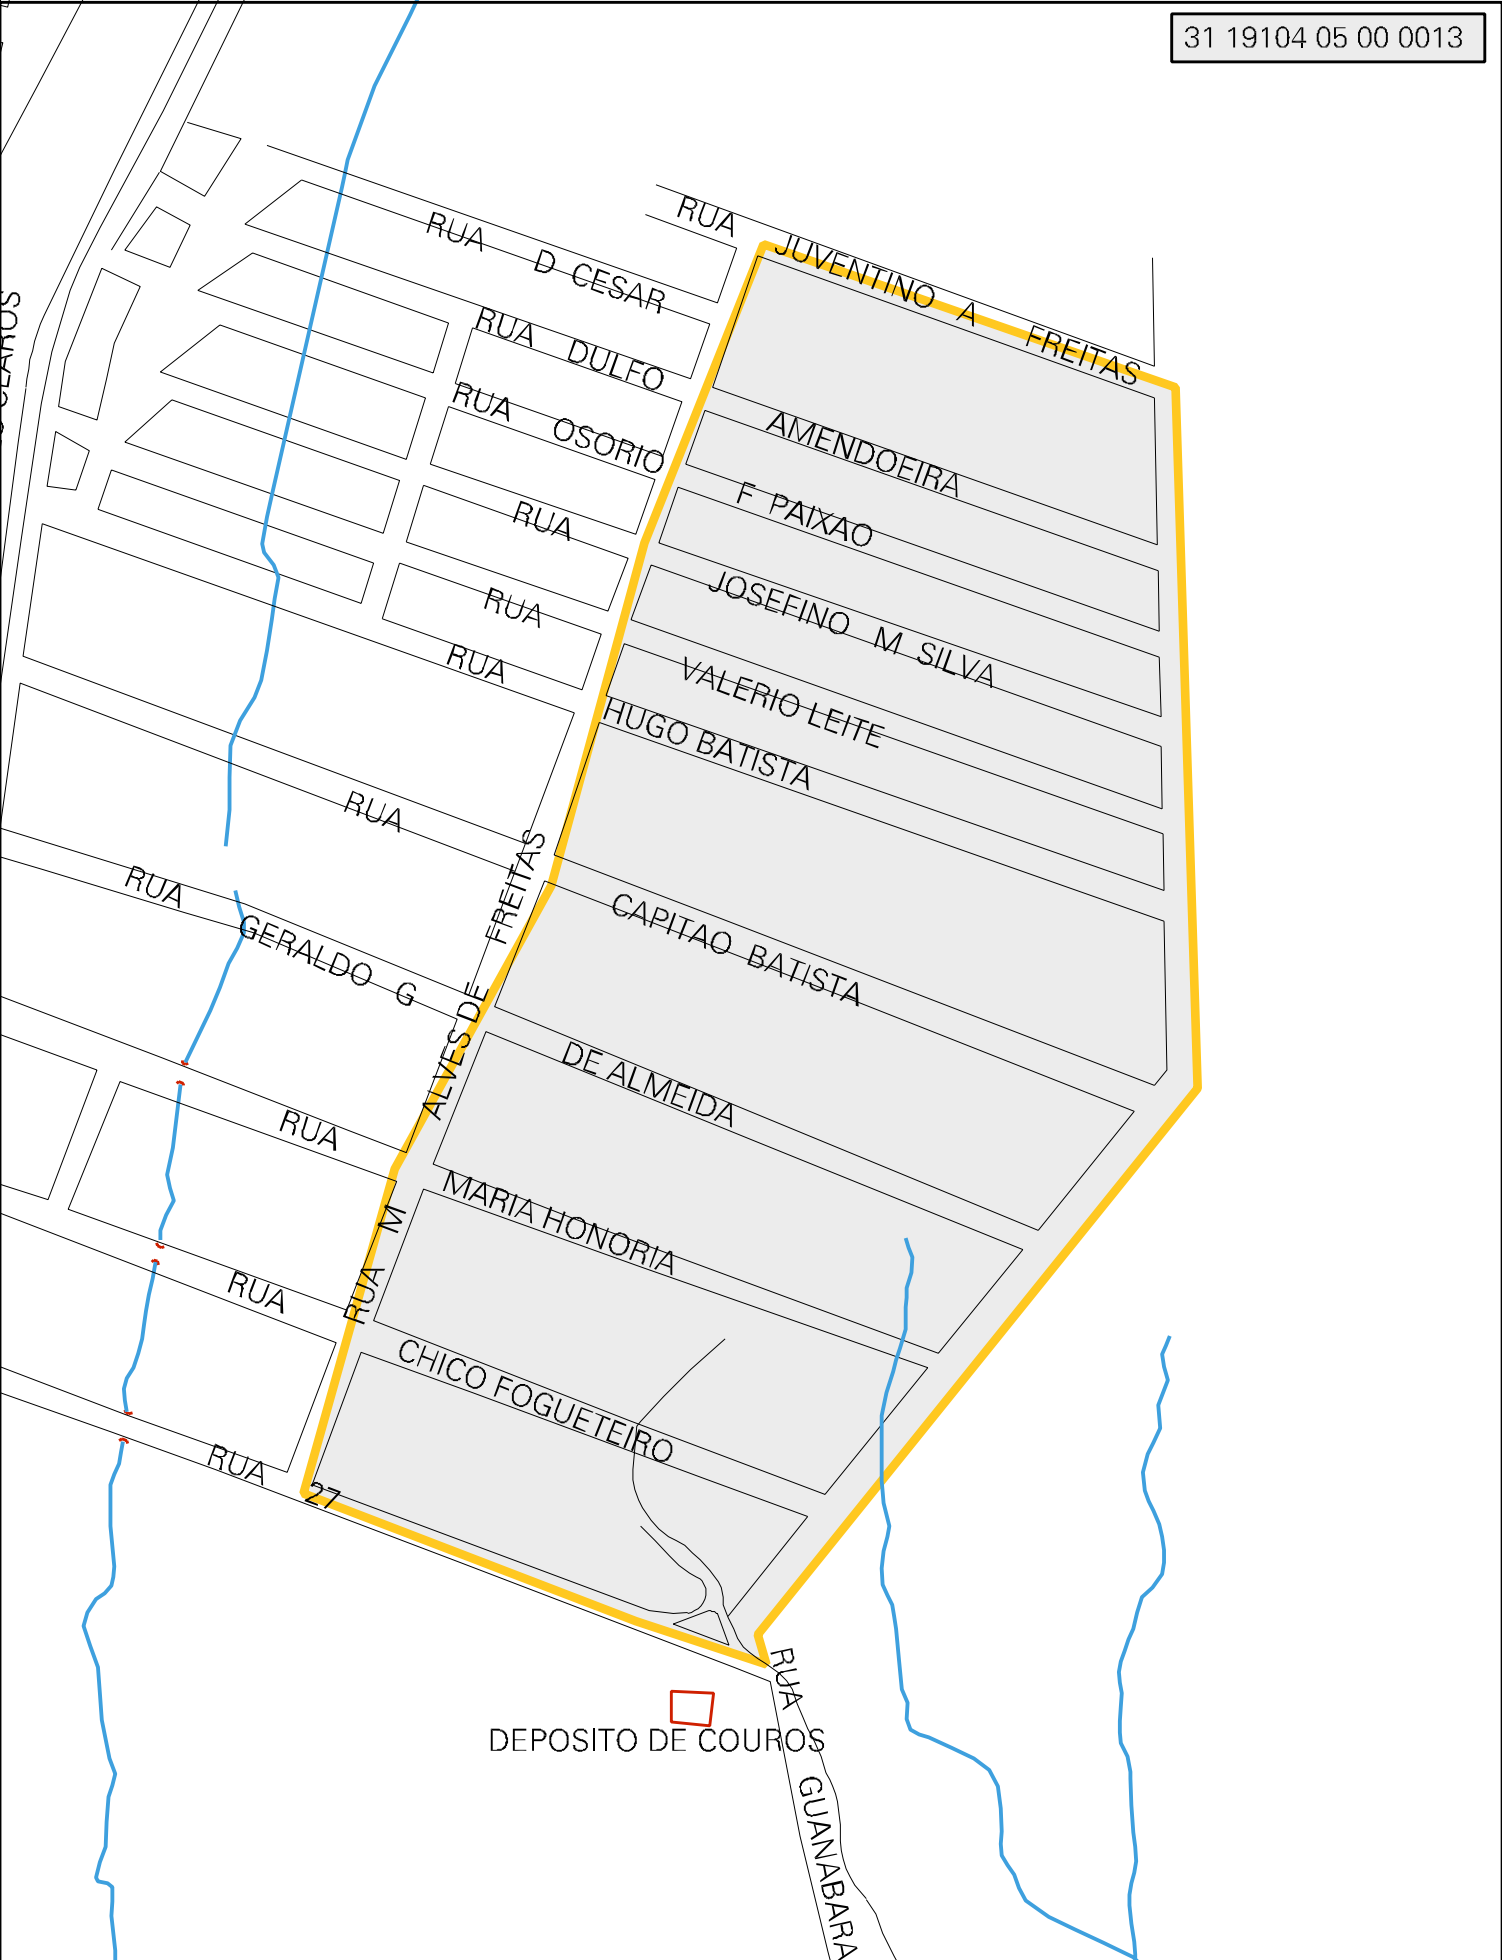 31 19104 05 00 0013
RUA JUVENTINO A FREITAS
RUA D CESAR
RUA DULFO
RUA OSORIO
AMENDOEIRA
F PAIXAO
RUA
JOSEFINO M SILVA
RUA
VALERIO LEITE
RUA
HUGO BATISTA
RUA
CAPITAO BATISTA
RUA GERALDO G
DE ALMEIDA
RUA M ALVES DE FREITAS
RUA
MARIA HONORIA
RUA
CHICO FOGUETEIRO
RUA 27
DEPOSITO DE COUROS
RUA GUANABARA